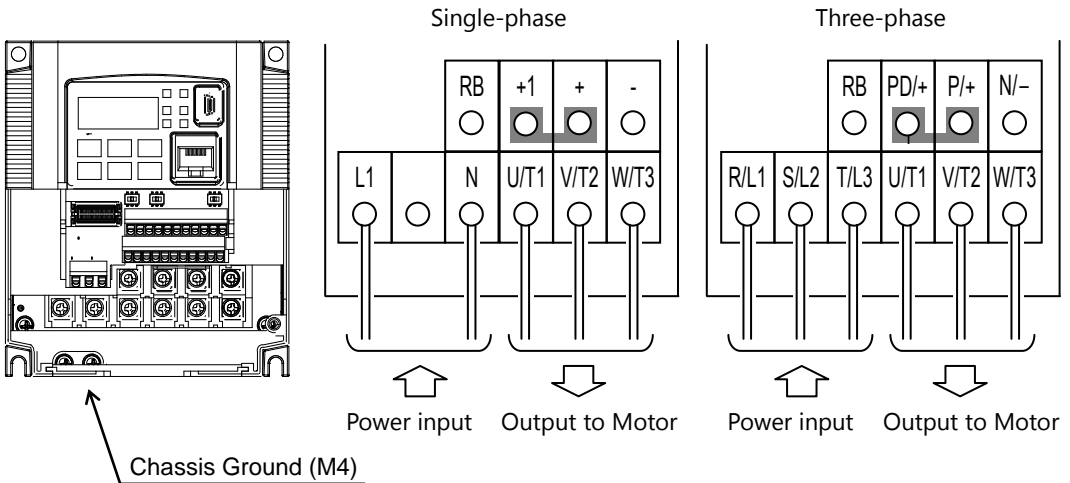 Single-phase
RB +1 + -
L1 N U/T1 V/T2 W/T3
Power input Output to Motor
Three-phase
RB PD/+ P/+ N/−
R/L1 S/L2 T/L3 U/T1 V/T2 W/T3
Power input Output to Motor
Chassis Ground (M4)